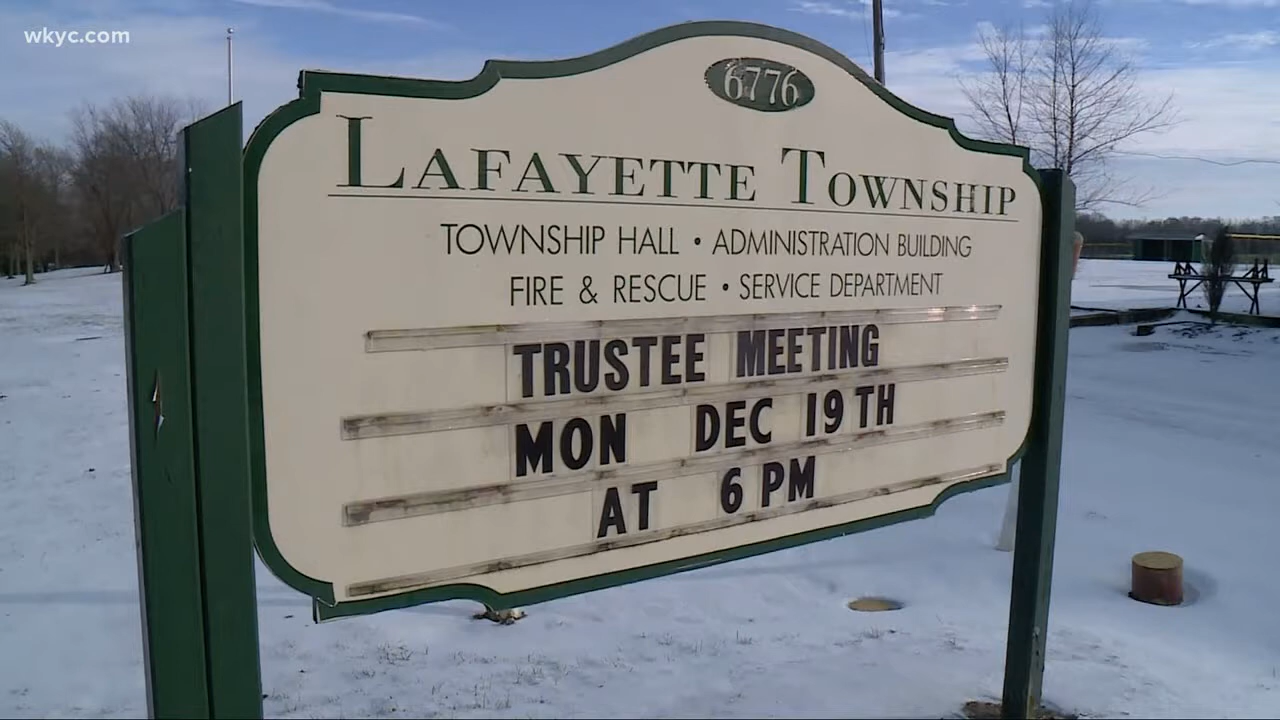 wkyc.com
6776
LAFAYETTE TOWNSHIP
TOWNSHIP HALL • ADMINISTRATION BUILDING
FIRE & RESCUE • SERVICE DEPARTMENT
TRUSTEE MEETING
MON DEC 19TH
AT 6 PM